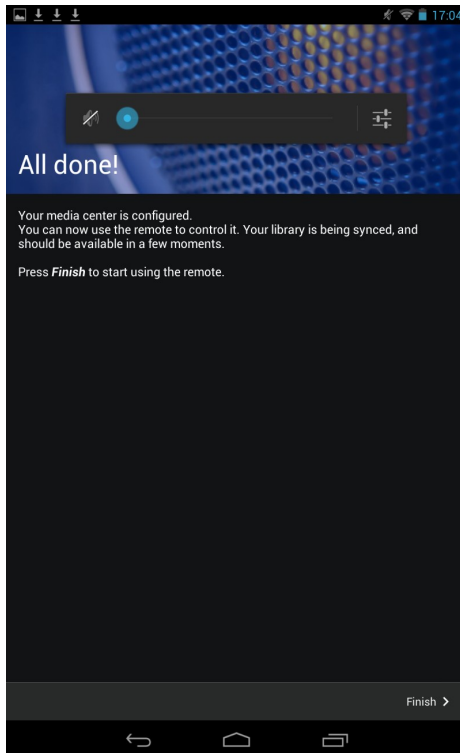 17:04
All done!
Your media center is configured.
You can now use the remote to control it. Your library is being synced, and
should be available in a few moments.
Press Finish to start using the remote.
Finish